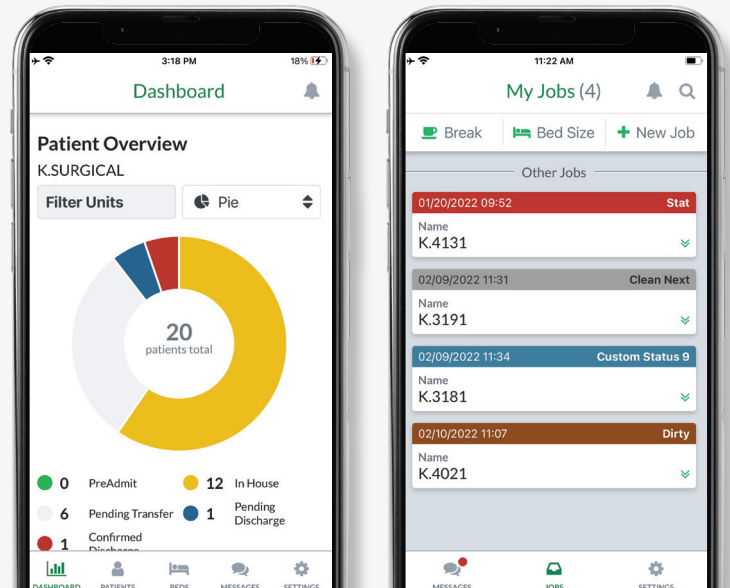 3:18 PM
18%
Dashboard
Patient Overview
K.SURGICAL
Filter Units
Pie
20
patients total
0 PreAdmit
12 In House
6 Pending Transfer
1 Pending
Discharge
1 Confirmed
Discharge
DASHBOARD PATIENTS BEDS MESSAGES SETTINGS
11:22 AM
My Jobs (4)
Break
Bed Size
New Job
Other Jobs
01/20/2022 09:52 Stat
Name
K.4131
02/09/2022 11:31 Clean Next
Name
K.3191
02/09/2022 11:34 Custom Status 9
Name
K.3181
02/10/2022 11:07 Dirty
Name
K.4021
MESSAGES JOBS SETTINGS